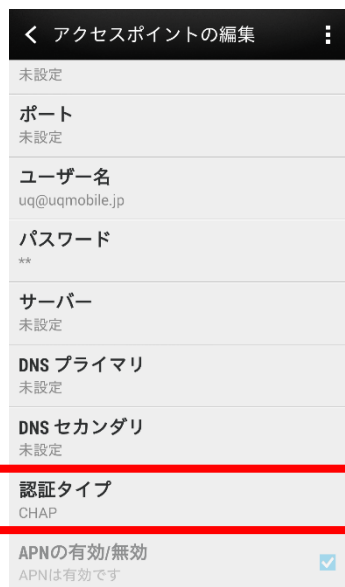 アクセスポイントの編集
未設定
ポート
未設定
ユーザー名
uq@uqmobile.jp
パスワード
**
サーバー
未設定
DNS プライマリ
未設定
DNS セカンダリ
未設定
認証タイプ
CHAP
APNの有効/無効
APNは有効です